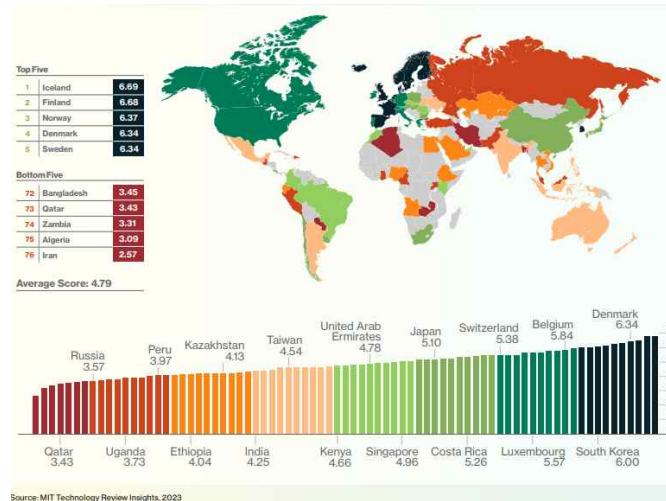 Top Five
1 Iceland 6.69
2 Finland 6.68
3 Norway 6.37
4 Denmark 6.34
5 Sweden 6.34
Bottom Five
72 Bangladesh 3.45
73 Qatar 3.43
74 Zambia 3.31
75 Algeria 3.09
76 Iran 2.57
Average Score: 4.79
Russia
3.57
Peru
3.97
Kazakhstan
4.13
Taiwan
4.54
United Arab
Ermirates
4.78
Japan
5.10
Switzerland
5.38
Belgium
5.84
Denmark
6.34
Qatar
3.43
Uganda
3.73
Ethiopia
4.04
India
4.25
Kenya
4.66
Singapore
4.96
Costa Rica
5.26
Luxembourg
5.57
South Korea
6.00
Source: MIT Technology Review Insights, 2023